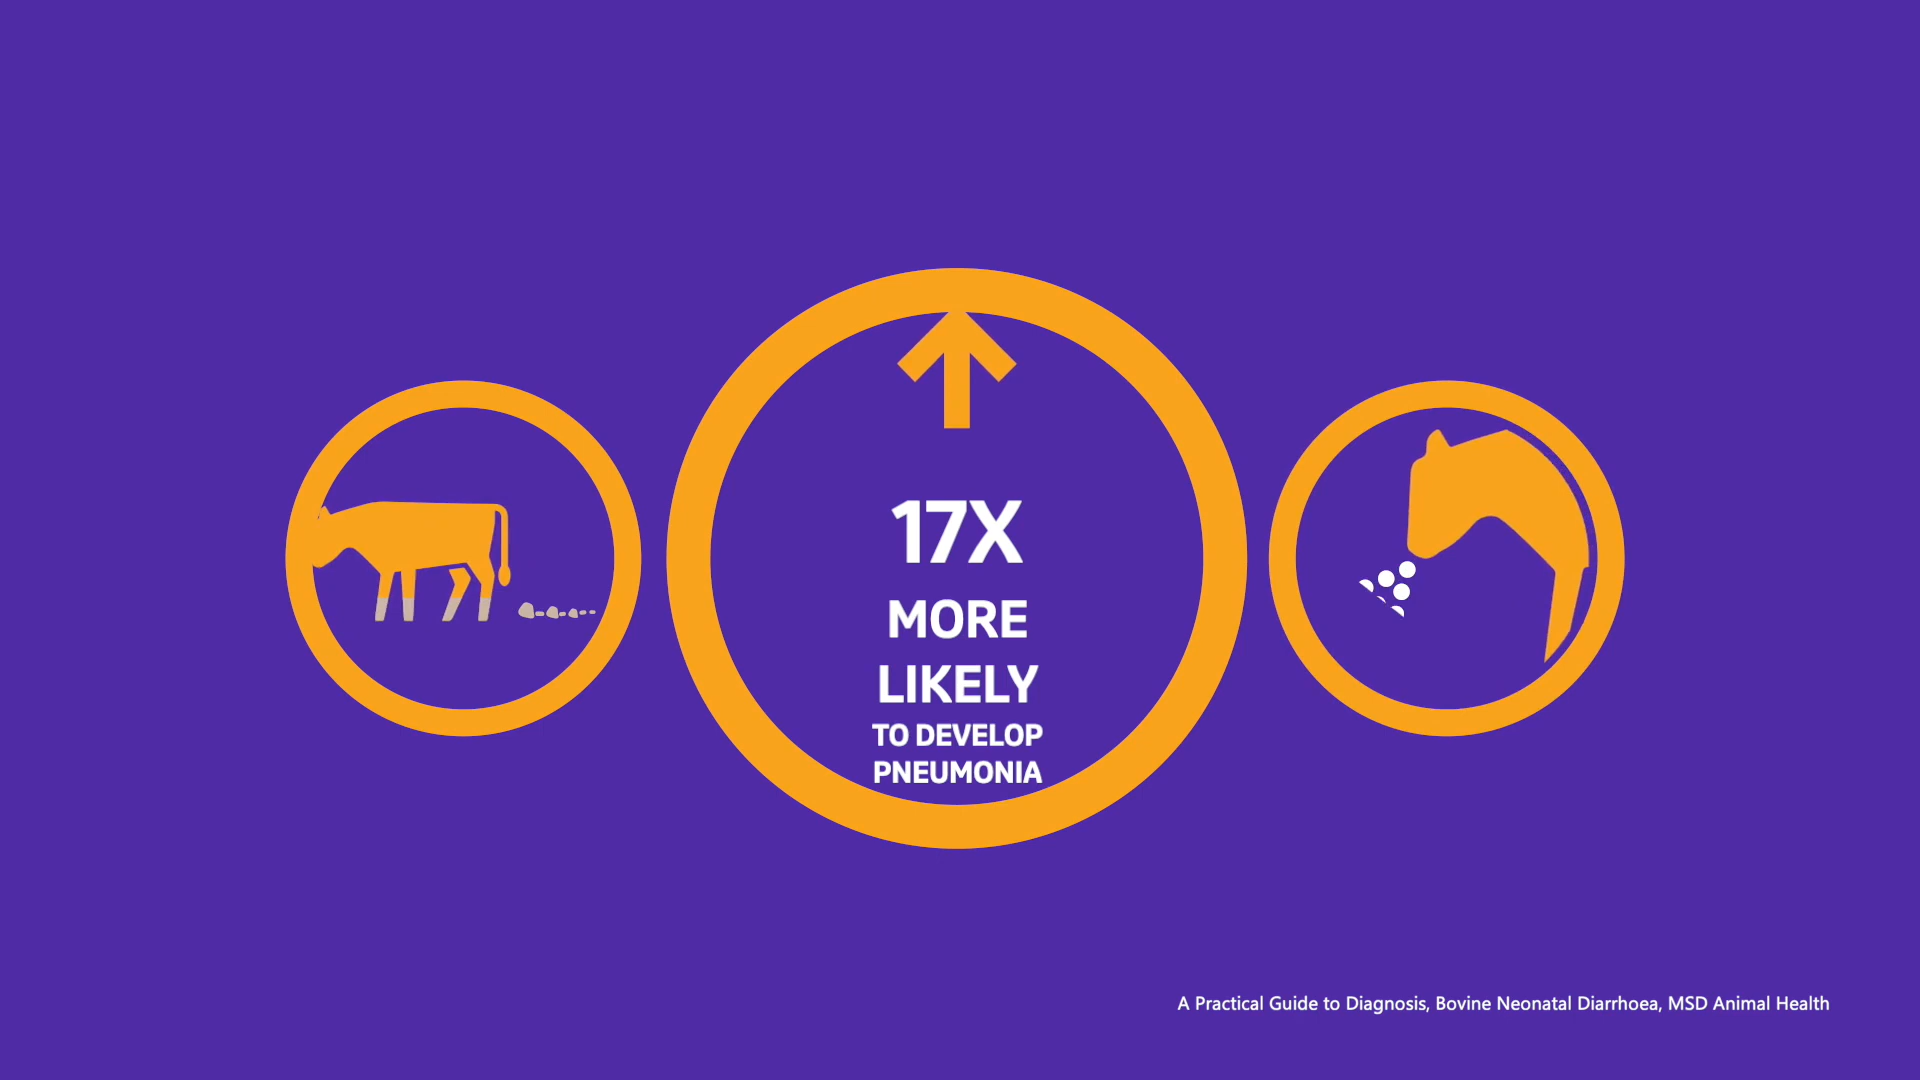 17X
MORE
LIKELY
TO DEVELOP
PNEUMONIA
A Practical Guide to Diagnosis, Bovine Neonatal Diarrhoea, MSD Animal Health